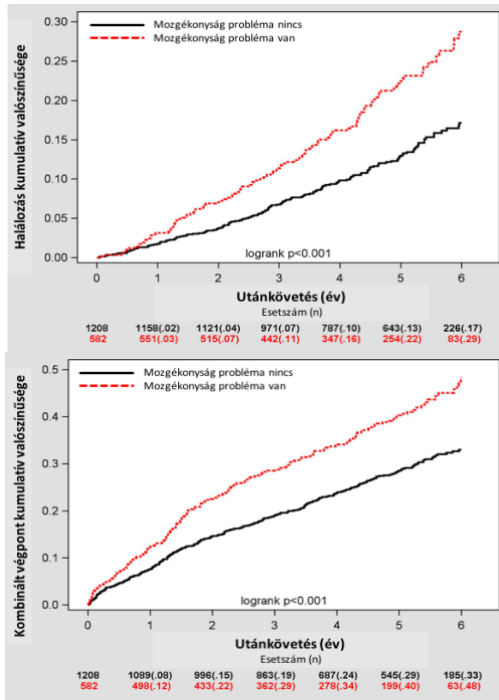 Halálozás kumulatív valószínűsége
0.30
0.25
0.20
0.15
0.10
0.05
0.00
Mozgékonyság probléma nincs
Mozgékonyság probléma van
logrank p<0.001
0 1 2 3 4 5 6
Utánkövetés (év)
Esetszám (n)
1208 1158(.02) 1121(.04) 971(.07) 787(.10) 643(.13) 226(.17)
582 551(.03) 515(.07) 442(.11) 347(.16) 254(.22) 83(.29)
Kombinált végpont kumulatív valószínűsége
0.5
0.4
0.3
0.2
0.1
0.0
Mozgékonyság probléma nincs
Mozgékonyság probléma van
logrank p<0.001
0 1 2 3 4 5 6
Utánkövetés (év)
Esetszám (n)
1208 1089(.08) 996(.15) 863(.19) 687(.24) 545(.29) 185(.33)
582 498(.12) 433(.22) 362(.29) 278(.34) 199(.40) 63(.48)